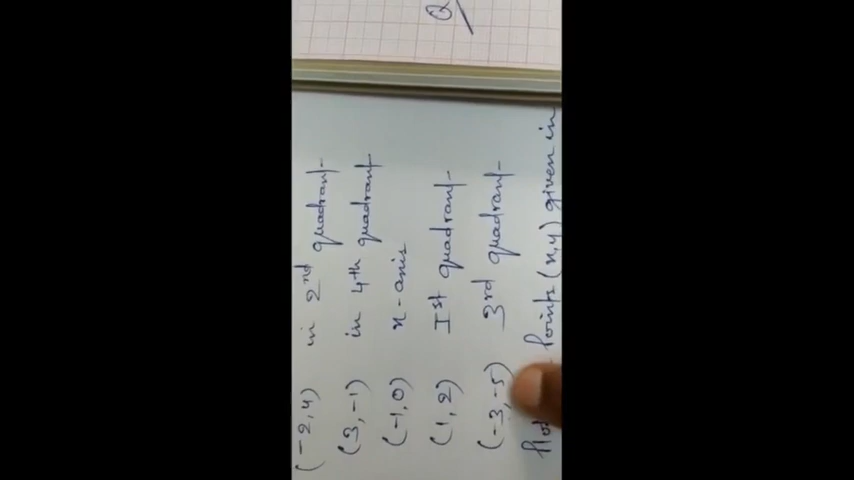 Q
(-2,4) in 2nd quadrant
(3,-1) in 4th quadrant
(-1,0) x-axis
(1,2) Ist quadrant
(-3,-5) 3rd quadrant
Points (x,y) given in